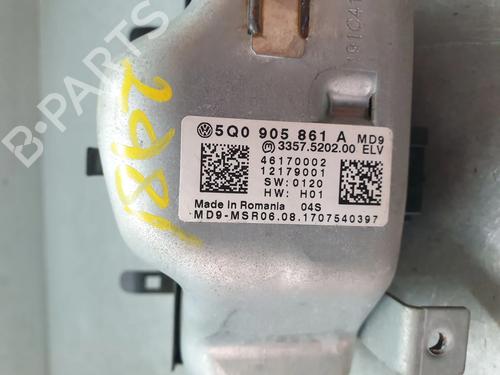 B-PARTS
5Q0 905 861 A MD9
3357.5202.00 ELV
46170002
12179001
SW:0120
HW: H01
Made in Romania 04S
MD9-MSR06.08.1707540397